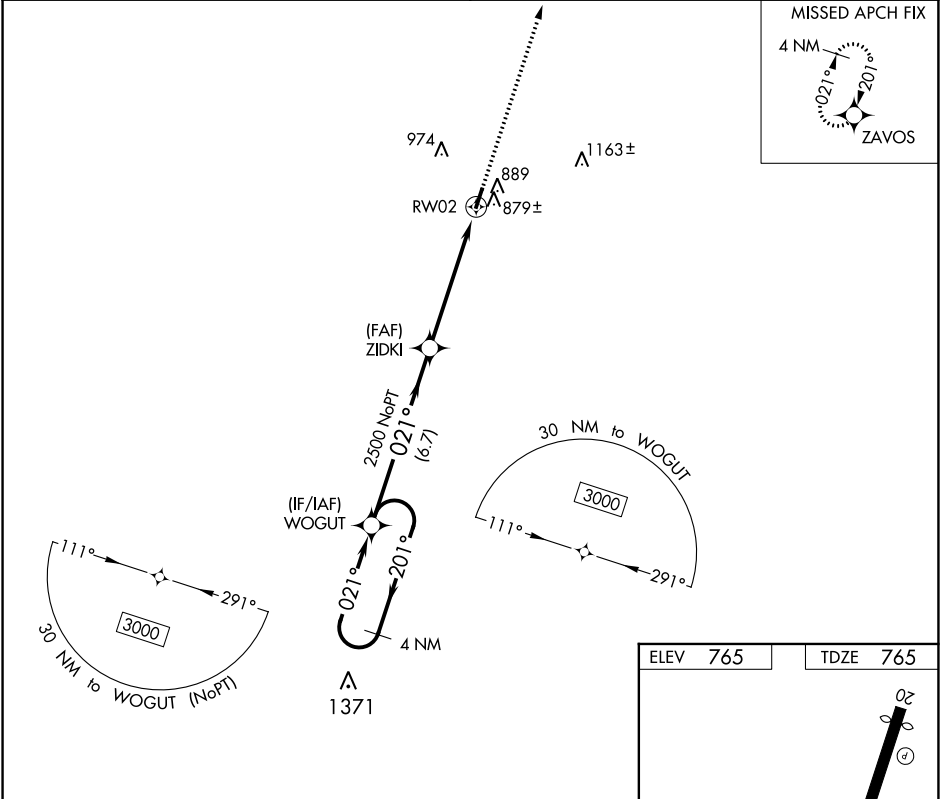 MISSED APCH FIX
4 NM
021°
201°
ZAVOS
974
1163±
889
RW02
879±
(FAF)
ZIDKI
2500 NoPT
021°
(6.7)
30 NM to WOGUT
3000
111°
291°
(IF/IAF)
WOGUT
021°
201°
4 NM
111°
291°
3000
30 NM to WOGUT (NoPT)
1371
ELEV 765
TDZE 765
20
P